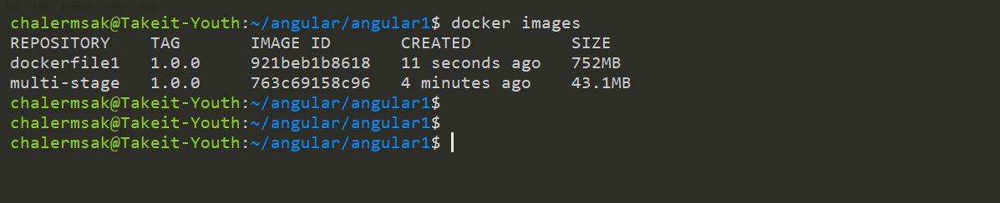 chalermsak@Takeit-Youth:~/angular/angular1$ docker images
REPOSITORY TAG IMAGE ID CREATED SIZE
dockerfile1 1.0.0 921beb1b8618 11 seconds ago 752MB
multi-stage 1.0.0 763c69158c96 4 minutes ago 43.1MB
chalermsak@Takeit-Youth:~/angular/angular1$
chalermsak@Takeit-Youth:~/angular/angular1$
chalermsak@Takeit-Youth:~/angular/angular1$